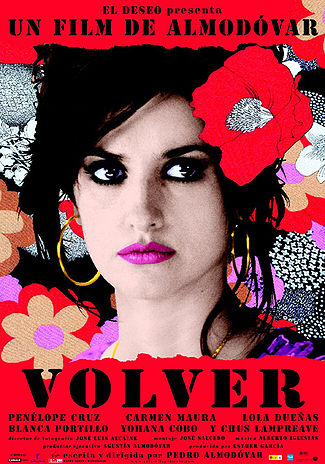 EL DESEO presenta
UN FILM DE ALMODÓVAR
VOLVER
PENÉLOPE CRUZ CARMEN MAURA LOLA DUEÑAS
BLANCA PORTILLO YOHANA COBO Y CHUS LAMPREAVE
director de fotografía JOSÉ LUIS ALCAINE montaje JOSÉ SALCEDO música ALBERTO IGLESIAS
productor ejecutivo AGUSTÍN ALMODÓVAR producida por ESTHER GARCÍA
escrita y dirigida por PEDRO ALMODÓVAR